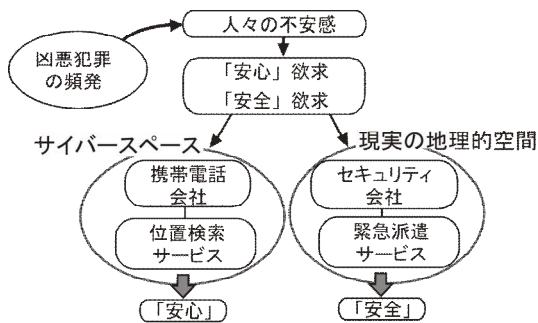 人々の不安感
凶悪犯罪
の頻発
「安心」欲求
「安全」欲求
サイバースペース
現実の地理的空間
携帯電話
会社
位置検索
サービス
「安心」
セキュリティ
会社
緊急派遣
サービス
「安全」